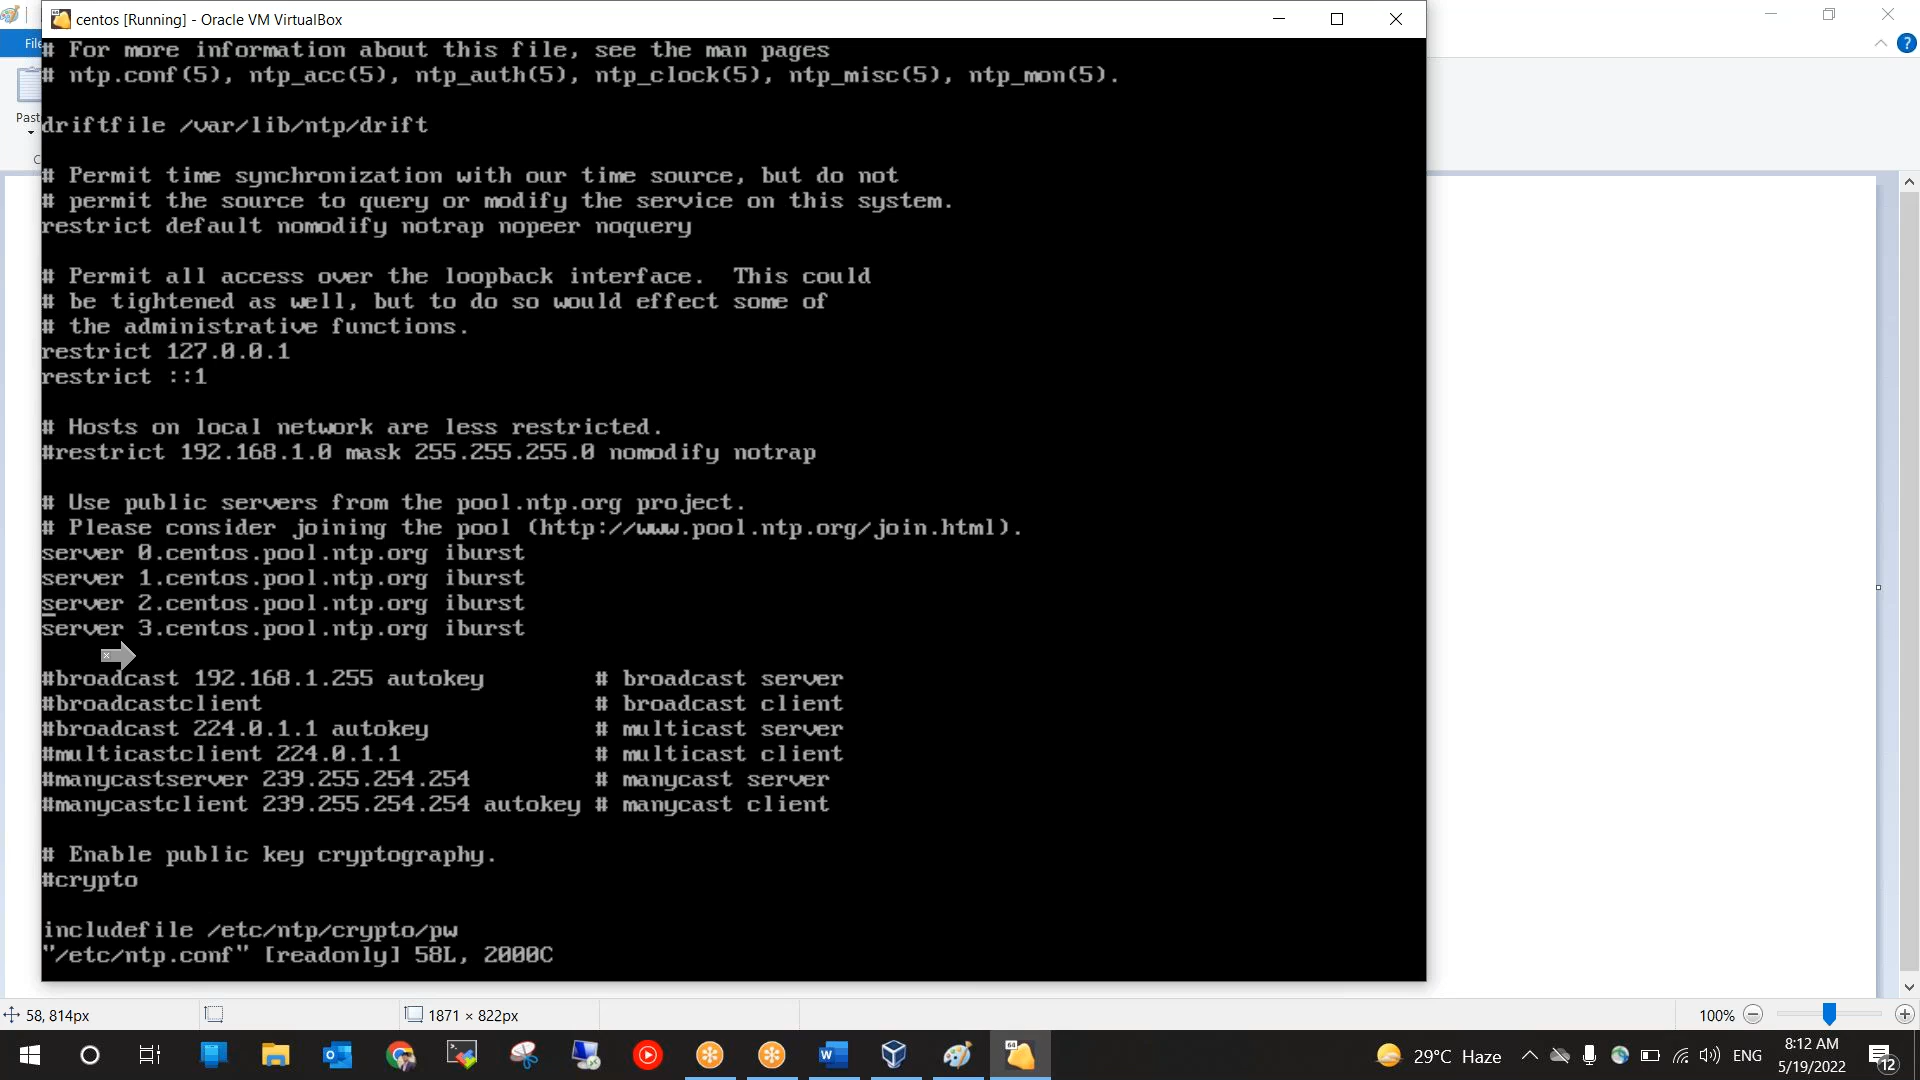 centos [Running] - Oracle VM VirtualBox
File
Past
C
# For more information about this file, see the man pages
# ntp.conf(5), ntp_acc(5), ntp_auth(5), ntp_clock(5), ntp_misc(5), ntp_mon(5).
driftfile /var/lib/ntp/drift
# Permit time synchronization with our time source, but do not
# permit the source to query or modify the service on this system.
restrict default nomodify notrap nopeer noquery
# Permit all access over the loopback interface.  This could
# be tightened as well, but to do so would effect some of
# the administrative functions.
restrict 127.0.0.1
restrict ::1
# Hosts on local network are less restricted.
#restrict 192.168.1.0 mask 255.255.255.0 nomodify notrap
# Use public servers from the pool.ntp.org project.
# Please consider joining the pool (http://www.pool.ntp.org/join.html).
server 0.centos.pool.ntp.org iburst
server 1.centos.pool.ntp.org iburst
server 2.centos.pool.ntp.org iburst
server 3.centos.pool.ntp.org iburst
#broadcast 192.168.1.255 autokey        # broadcast server
#broadcastclient                        # broadcast client
#broadcast 224.0.1.1 autokey            # multicast server
#multicastclient 224.0.1.1              # multicast client
#manycastserver 239.255.254.254         # manycast server
#manycastclient 239.255.254.254 autokey # manycast client
# Enable public key cryptography.
#crypto
includefile /etc/ntp/crypto/pw
"/etc/ntp.conf" [readonly] 58L, 2000C
58, 814px
1871 × 822px
100%
29°C Haze
ENG
8:12 AM
5/19/2022
12